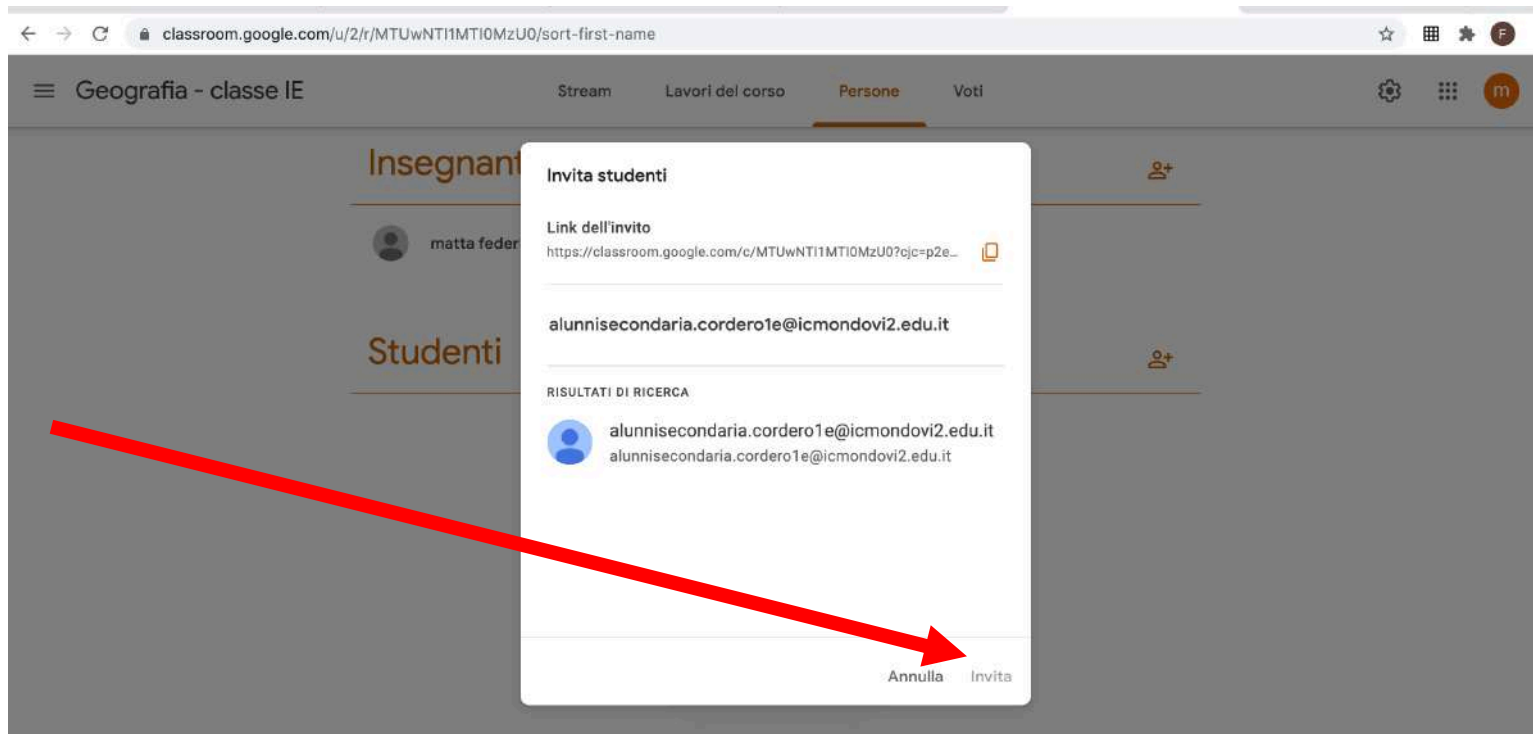 classroom.google.com/u/2/r/MTUwNTI1MTI0MzU0/sort-first-name
F
Geografia - classe IE
Stream Lavori del corso Persone Voti
m
Insegnant
matta feder
Studenti
Invita studenti
Link dell'invito
https://classroom.google.com/c/MTUwNTI1MTI0MzU0?cjc=p2e...
alunnisecondaria.cordero1e@icmondovi2.edu.it
RISULTATI DI RICERCA
alunnisecondaria.cordero1e@icmondovi2.edu.it
alunnisecondaria.cordero1e@icmondovi2.edu.it
Annulla Invita